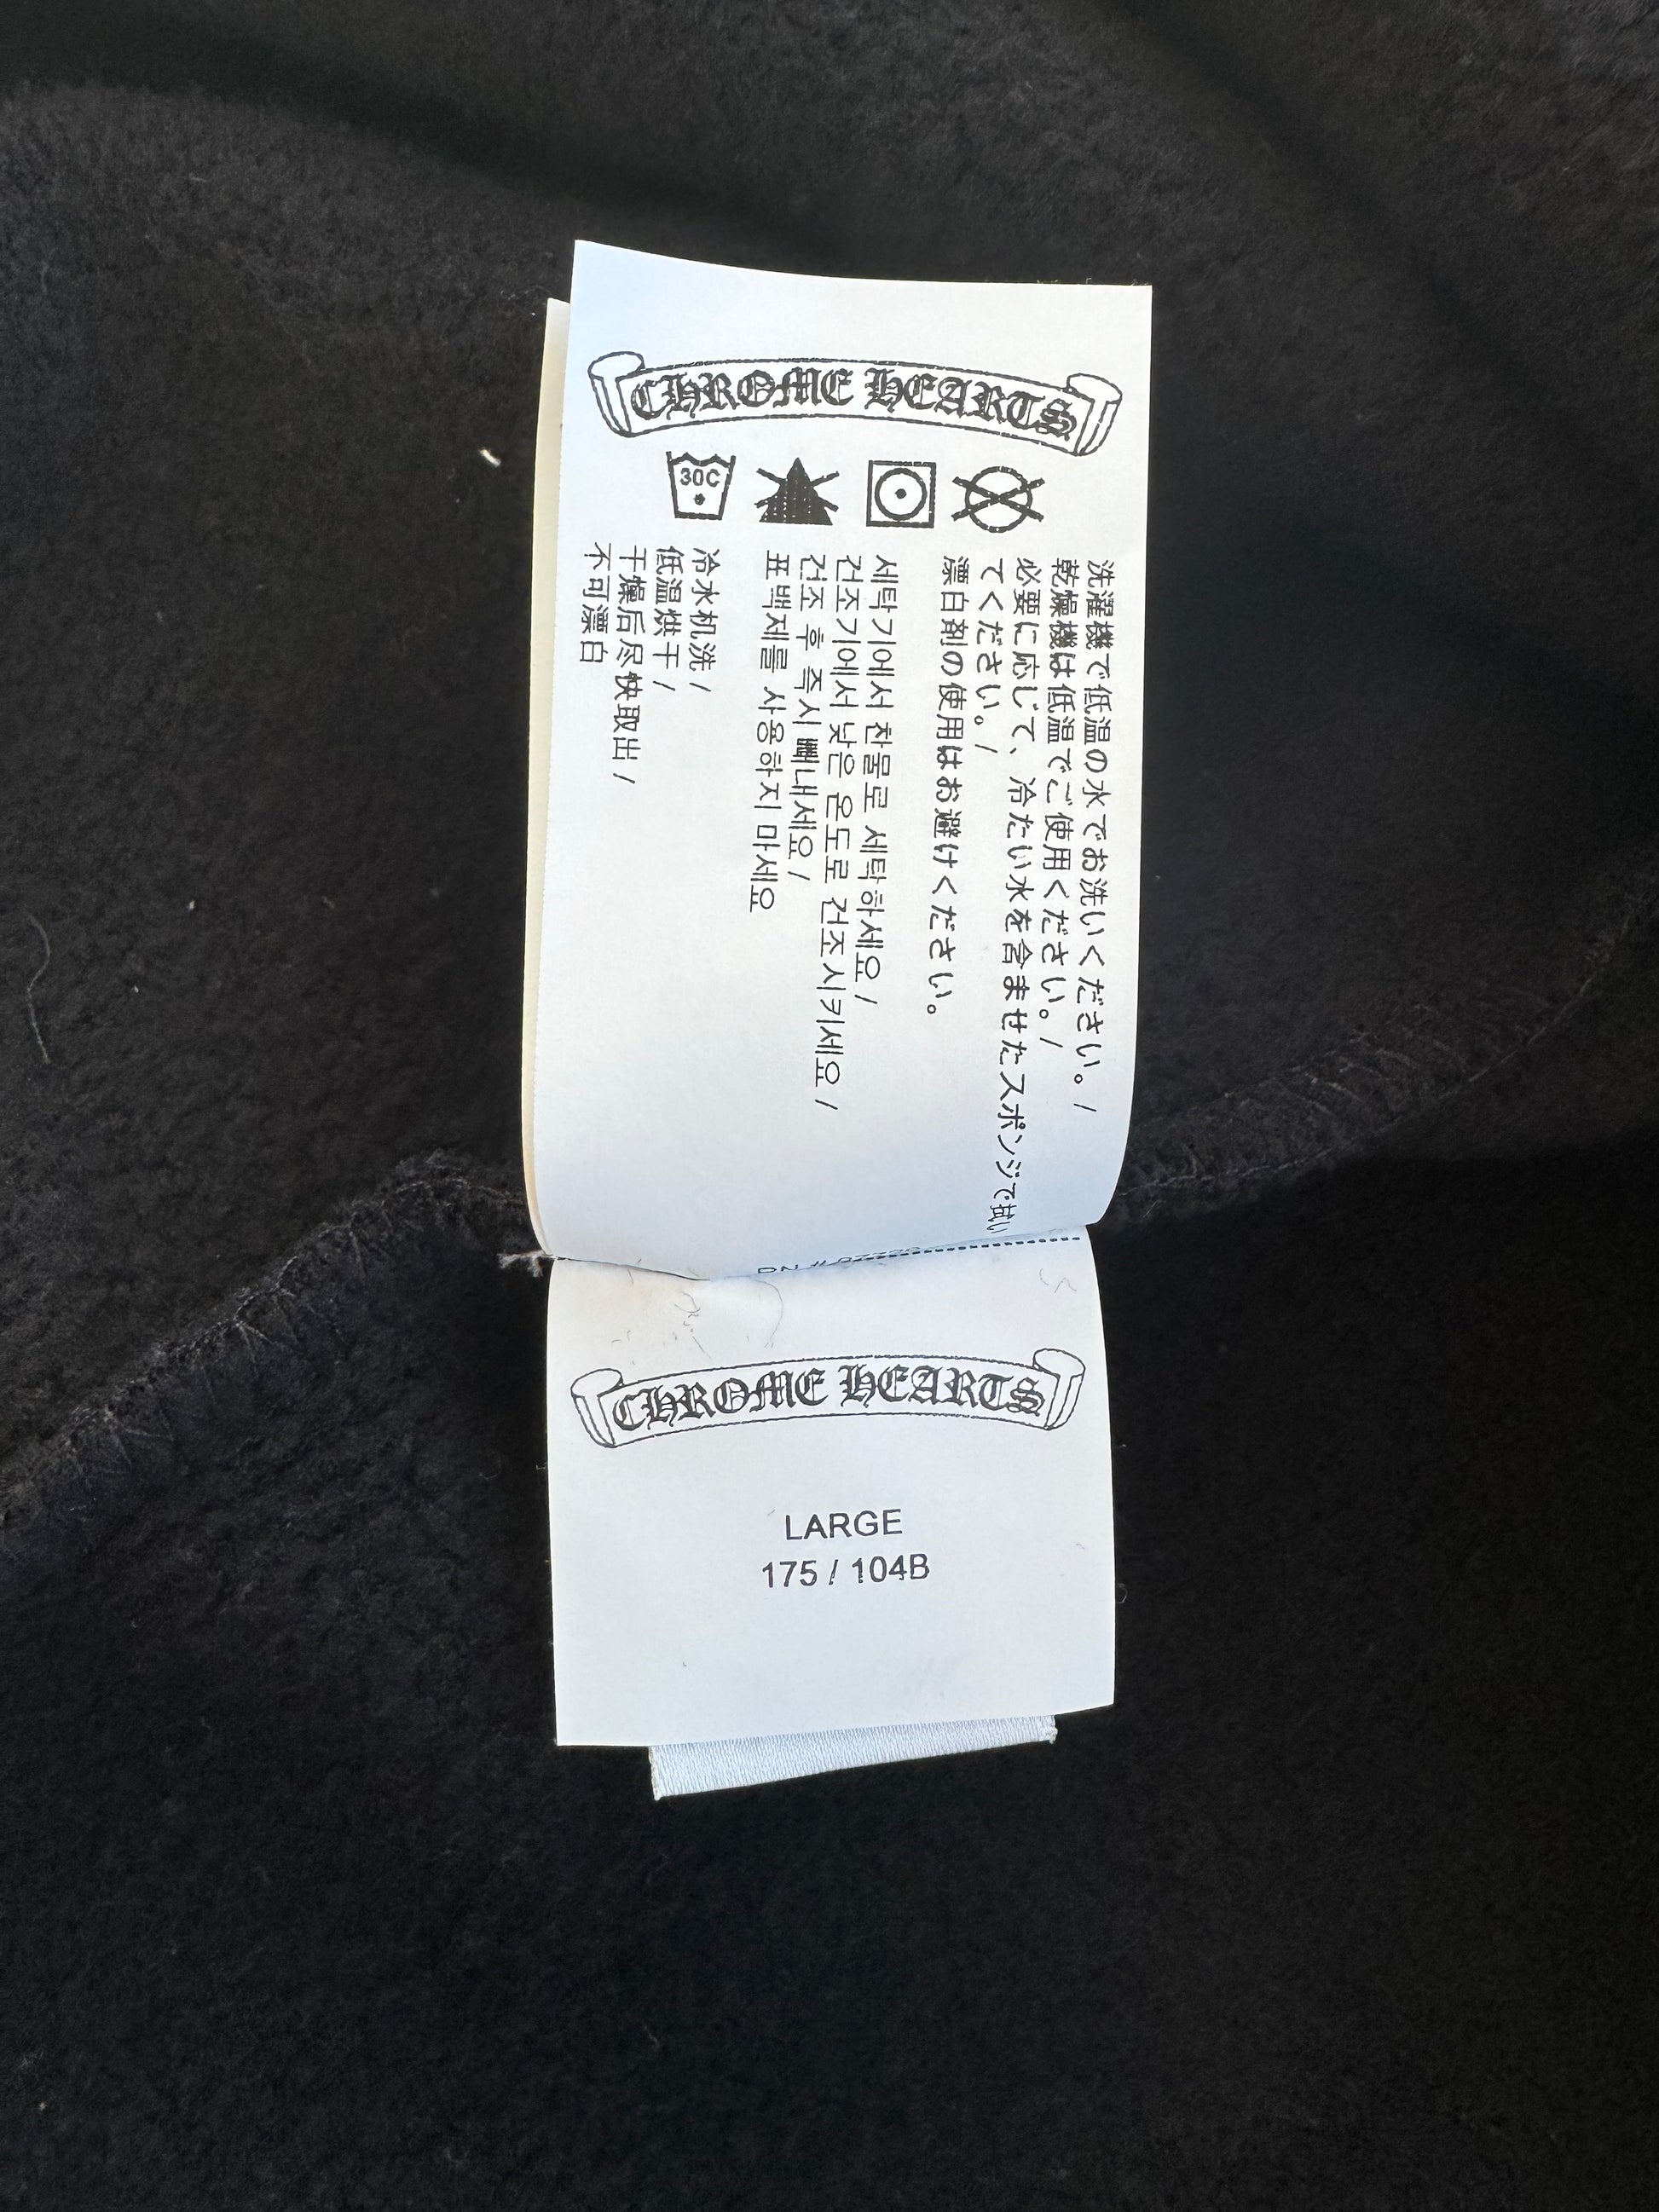 CHROME HEARTS
30C
洗濯機で低温の水でお洗いください。/
乾燥機は低温でご使用ください。/
必要に応じて、冷たい水を含ませたスポンジで拭い
てください。/
漂白剤の使用はお避けください。
세탁기에서 찬물로 세탁하세요 /
건조기에서 낮은 온도로 건조시키세요 /
건조 후 즉시 빼내세요 /
표백제를 사용하지 마세요
冷水机洗 /
低温烘干 /
干燥后尽快取出 /
不可漂白
CHROME HEARTS
LARGE
175 / 104B